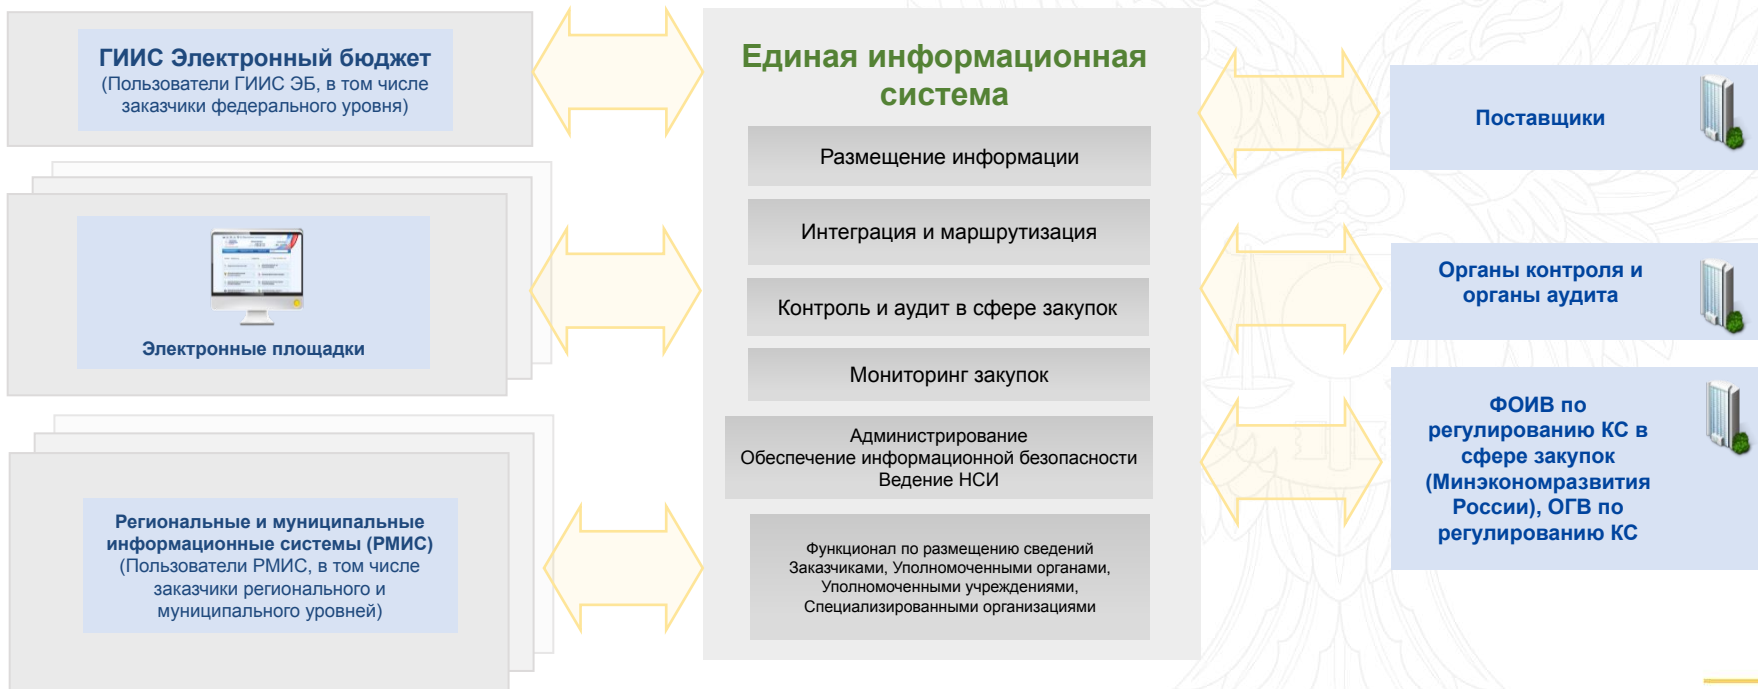 ГИИС Электронный бюджет
(Пользователи ГИИС ЭБ, в том числе
заказчики федерального уровня)
Электронные площадки
Региональные и муниципальные
информационные системы (РМИС)
(Пользователи РМИС, в том числе
заказчики регионального и
муниципального уровней)
Единая информационная
система
Размещение информации
Интеграция и маршрутизация
Контроль и аудит в сфере закупок
Мониторинг закупок
Администрирование
Обеспечение информационной безопасности
Ведение НСИ
Функционал по размещению сведений
Заказчиками, Уполномоченными органами,
Уполномоченными учреждениями,
Специализированными организациями
Поставщики
Органы контроля и
органы аудита
ФОИВ по
регулированию КС в
сфере закупок
(Минэкономразвития
России), ОГВ по
регулированию КС